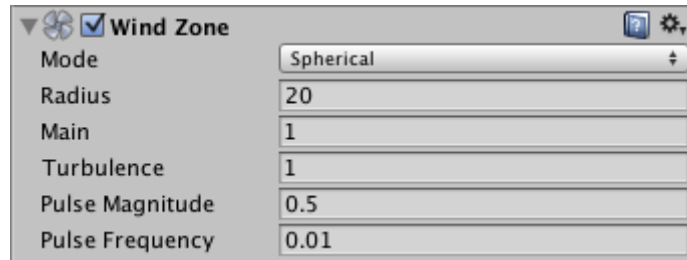 Wind Zone
Mode Spherical
Radius 20
Main 1
Turbulence 1
Pulse Magnitude 0.5
Pulse Frequency 0.01